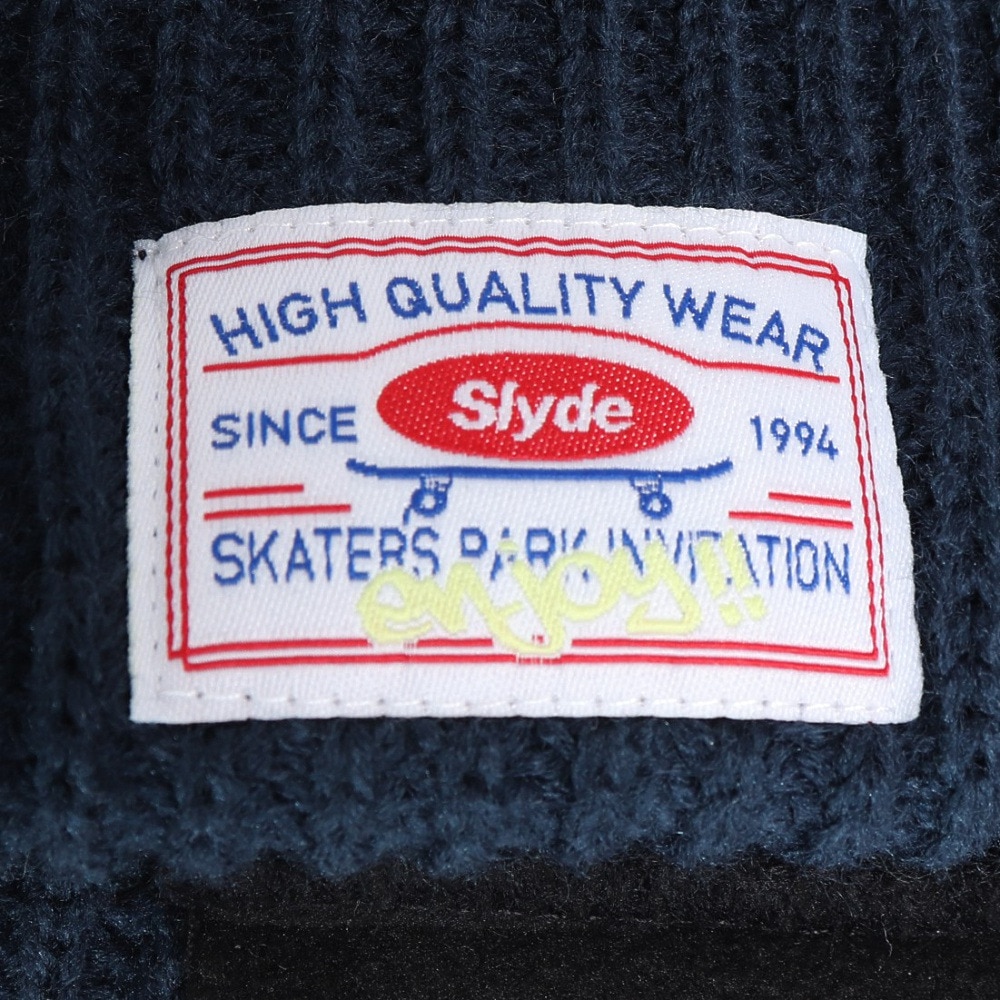 HIGH QUALITY WEAR
Slyde
SINCE 1994
SKATERS PARK INVITATION
enjoy!!